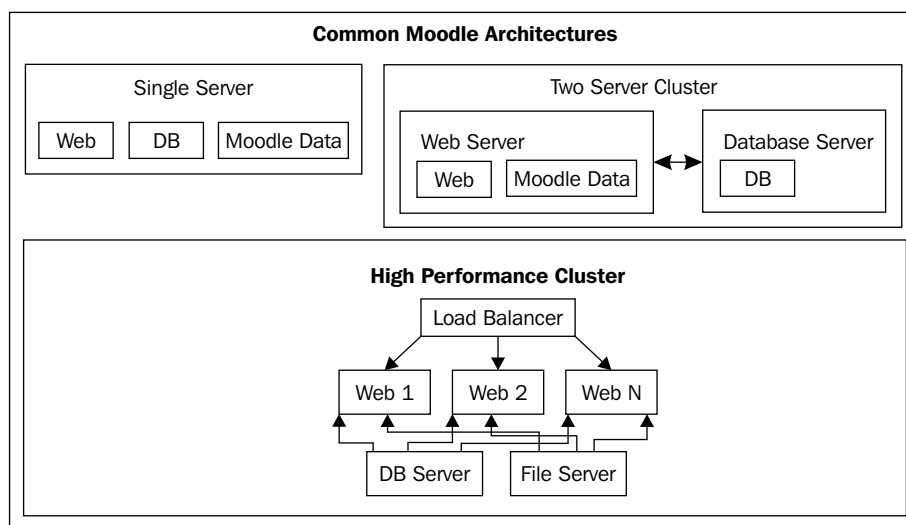 Common Moodle Architectures
Single Server
Web DB Moodle Data
Two Server Cluster
Web Server
Web Moodle Data
Database Server
DB
High Performance Cluster
Load Balancer
Web 1 Web 2 Web N
DB Server File Server